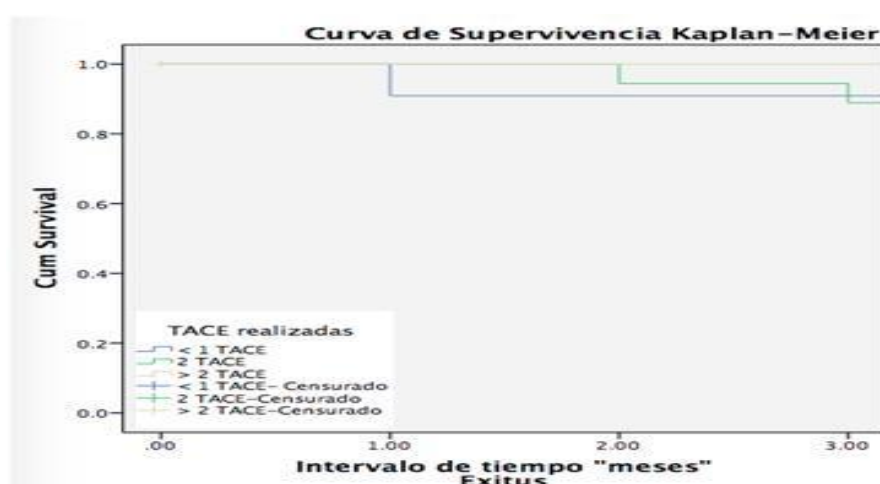 Curva de Supervivencia Kaplan-Meier
1.0
0.8
0.6
0.4
0.2
0.0
Cum Survival
TACE realizadas
< 1 TACE
2 TACE
> 2 TACE
< 1 TACE- Censurado
2 TACE-Censurado
> 2 TACE-Censurado
.00 1.00 2.00 3.00
Intervalo de tiempo "meses"
Exitus